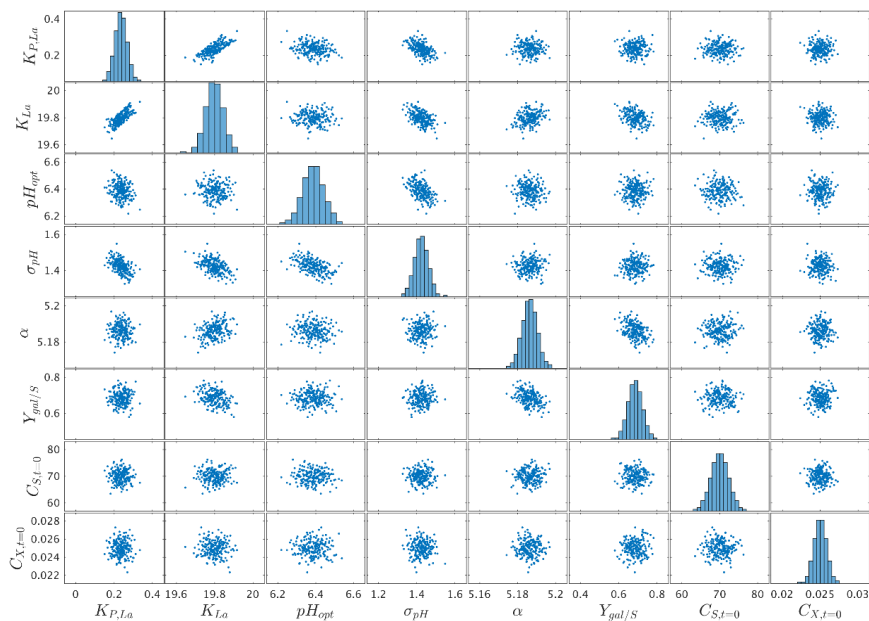 K_{P,La}
0.4
0.2
K_{La}
20
19.8
19.6
pH_{opt}
6.6
6.4
6.2
σ_{pH}
1.6
1.4
α
5.2
5.18
Y_{gal/S}
0.8
0.6
C_{S,t=0}
80
70
60
C_{X,t=0}
0.028
0.026
0.024
0.022
0 0.2 0.4 19.6 19.8 20 6.2 6.4 6.6 1.2 1.4 1.6 5.16 5.18 5.2 0.4 0.6 0.8 60 70 80 0.02 0.025 0.03
K_{P,La} K_{La} pH_{opt} σ_{pH} α Y_{gal/S} C_{S,t=0} C_{X,t=0}